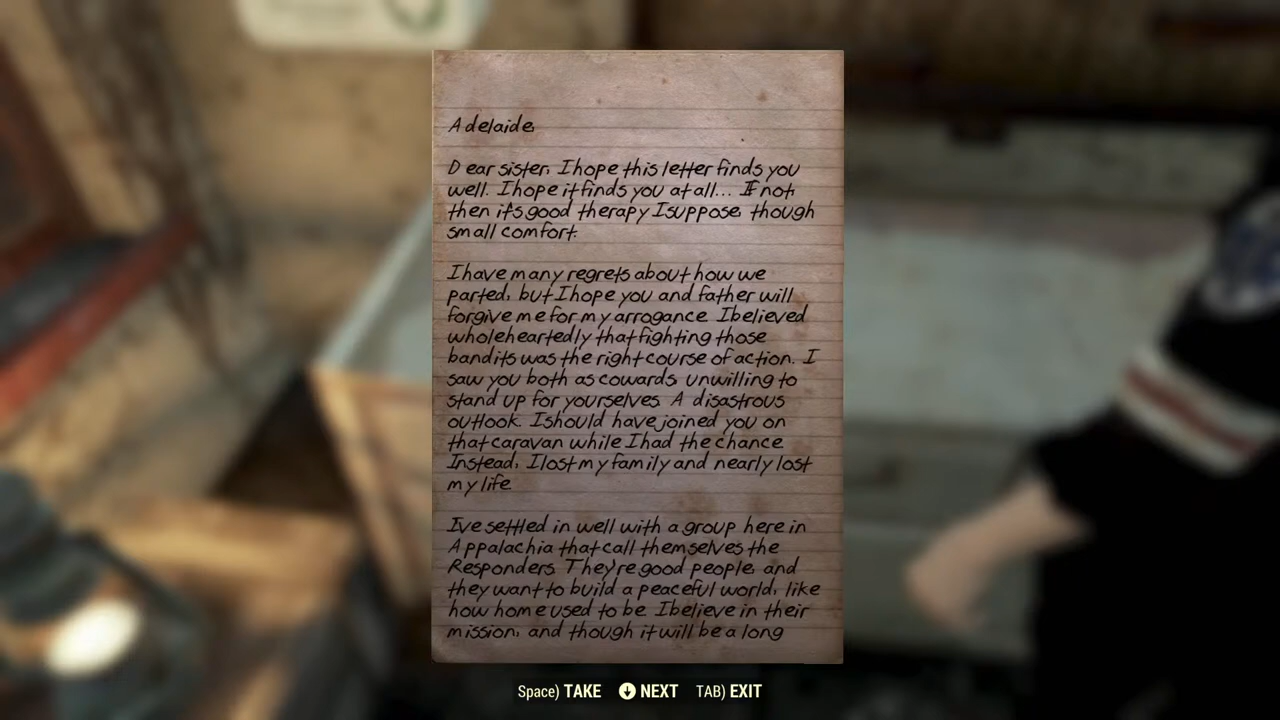 Adelaide,
Dear sister, I hope this letter finds you
well. I hope it finds you at all... If not,
then it's good therapy I suppose, though
small comfort.
I have many regrets about how we
parted, but I hope you and father will
forgive me for my arrogance. I believed
wholeheartedly that fighting those
bandits was the right course of action. I
saw you both as cowards, unwilling to
stand up for yourselves. A disastrous
outlook. I should have joined you on
that caravan while I had the chance.
Instead, I lost my family and nearly lost
my life.
I've settled in well with a group here in
Appalachia that call themselves the
Responders. They're good people, and
they want to build a peaceful world, like
how home used to be. I believe in their
mission, and though it will be a long
Space) TAKE NEXT TAB) EXIT